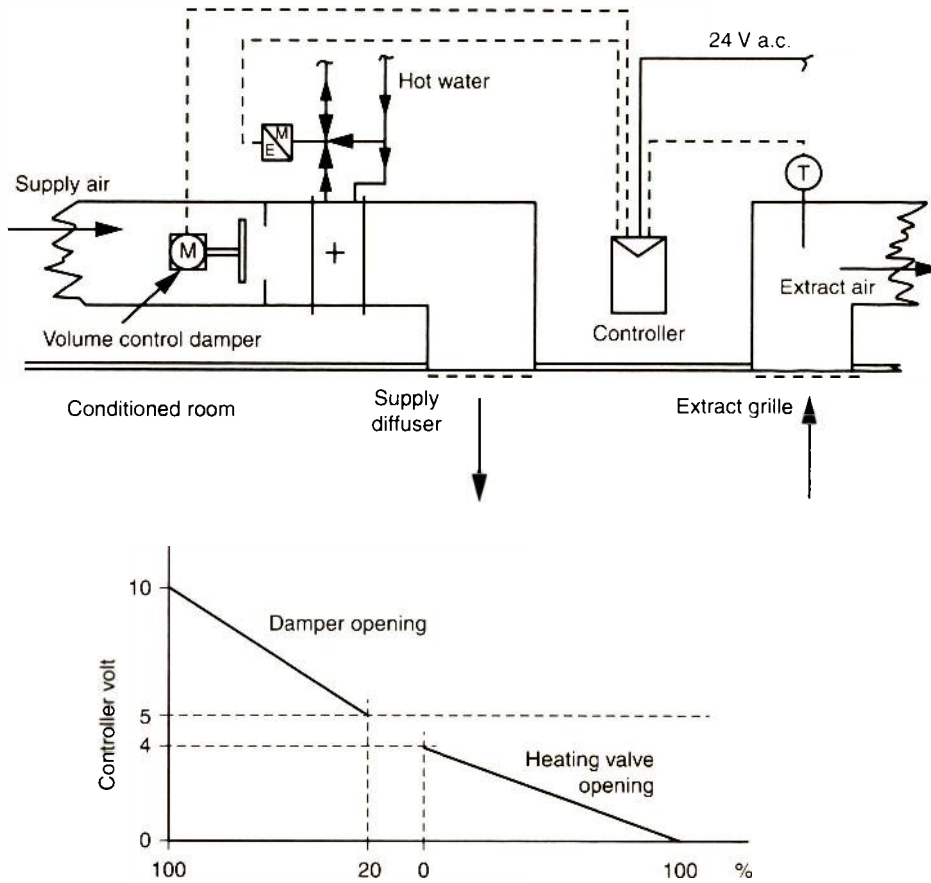 24 V a.c.
Hot water
M
E
Supply air
T
M
+
Extract air
Volume control damper
Controller
Conditioned room
Supply
diffuser
Extract grille
10
Damper opening
Controller volt
5
4
Heating valve
opening
0
100
20
0
100
%